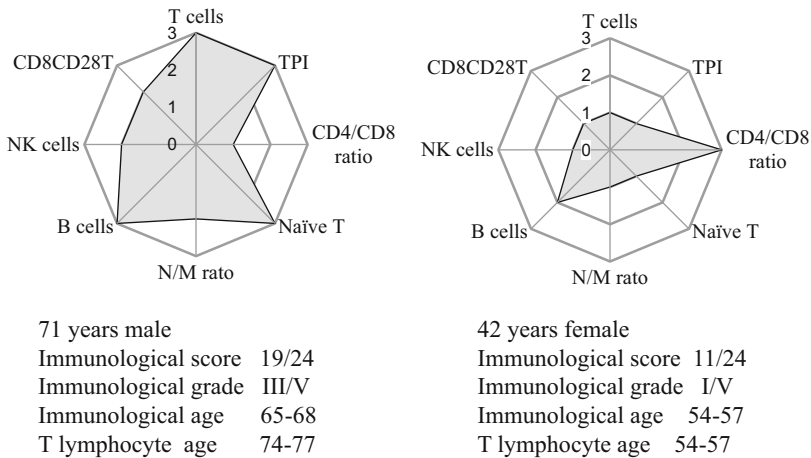 T cells
3
CD8CD28T
TPI
2
1
NK cells
0
CD4/CD8
ratio
B cells
Naïve T
N/M rato
71 years male
Immunological score 19/24
Immunological grade III/V
Immunological age 65-68
T lymphocyte age 74-77
T cells
3
CD8CD28T
TPI
2
1
NK cells
0
CD4/CD8
ratio
B cells
Naïve T
N/M rato
42 years female
Immunological score 11/24
Immunological grade I/V
Immunological age 54-57
T lymphocyte age 54-57